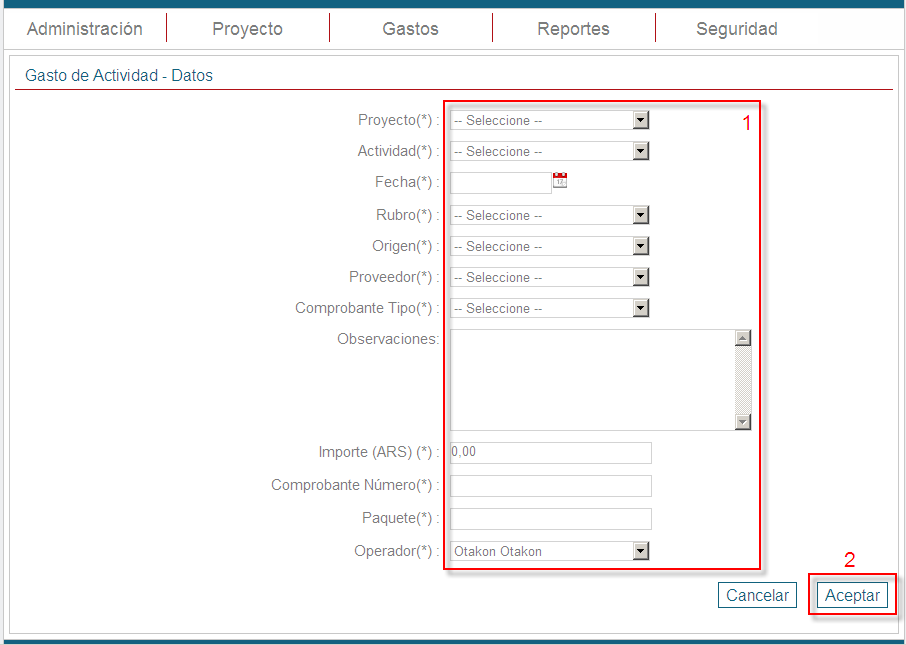 Administración Proyecto Gastos Reportes Seguridad
Gasto de Actividad - Datos
1
Proyecto(*) : -- Seleccione --
Actividad(*) : -- Seleccione --
Fecha(*) :
Rubro(*) : -- Seleccione --
Origen(*) : -- Seleccione --
Proveedor(*) : -- Seleccione --
Comprobante Tipo(*) : -- Seleccione --
Observaciones:
Importe (ARS) (*) : 0,00
Comprobante Número(*) :
Paquete(*) :
Operador(*) : Otakon Otakon
2
Cancelar Aceptar